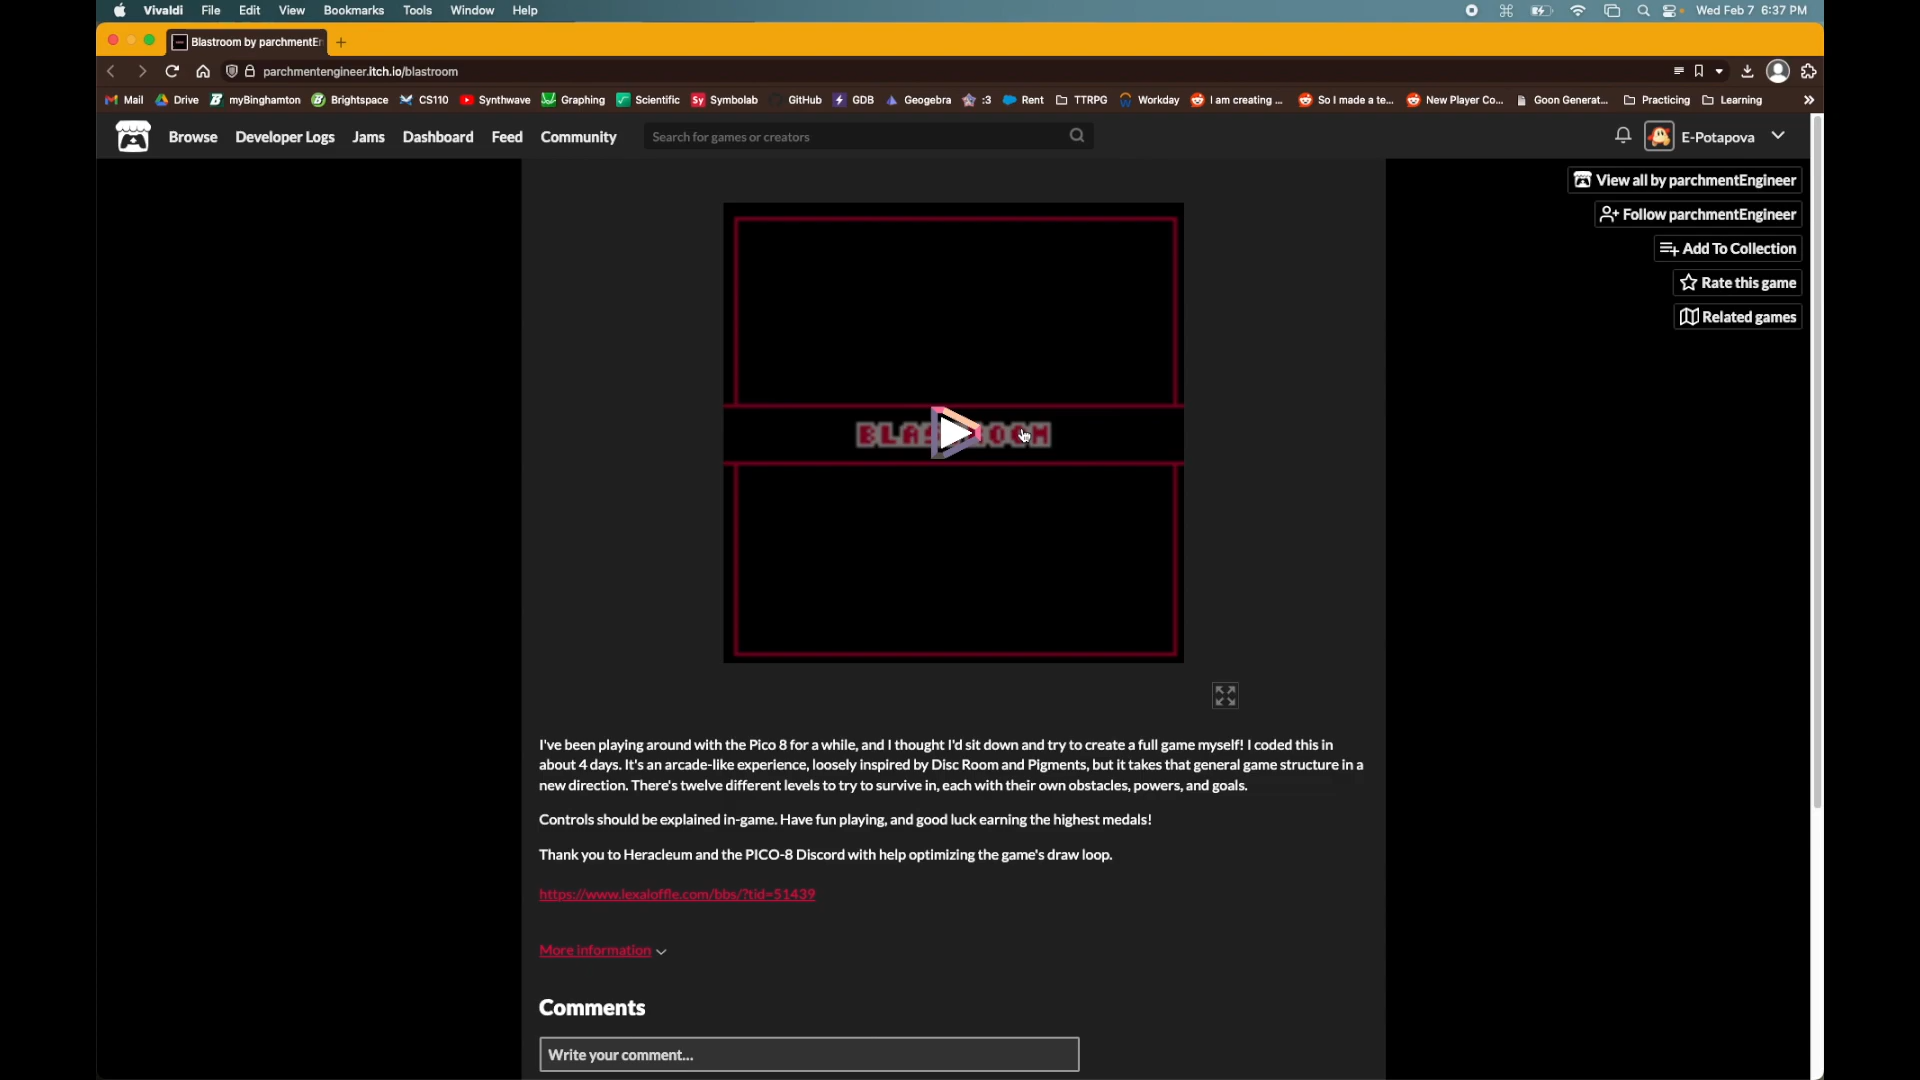 Vivaldi File Edit View Bookmarks Tools Window Help Wed Feb 7 6:37 PM
Blastroom by parchmentEn
parchmentengineer.itch.io/blastroom
Mail Drive myBinghamton Brightspace CS110 Synthwave Graphing Scientific Symbolab GitHub GDB Geogebra :3 Rent TTRPG Workday I am creating ... So I made a te... New Player Co... Goon Generat... Practicing Learning
Browse Developer Logs Jams Dashboard Feed Community Search for games or creators E-Potapova
View all by parchmentEngineer
Follow parchmentEngineer
Add To Collection
Rate this game
Related games
I've been playing around with the Pico 8 for a while, and I thought I'd sit down and try to create a full game myself! I coded this in
about 4 days. It's an arcade-like experience, loosely inspired by Disc Room and Pigments, but it takes that general game structure in a
new direction. There's twelve different levels to try to survive in, each with their own obstacles, powers, and goals.
Controls should be explained in-game. Have fun playing, and good luck earning the highest medals!
Thank you to Heracleum and the PICO-8 Discord with help optimizing the game's draw loop.
https://www.lexaloffle.com/bbs/?tid=51439
More information
Comments
Write your comment...